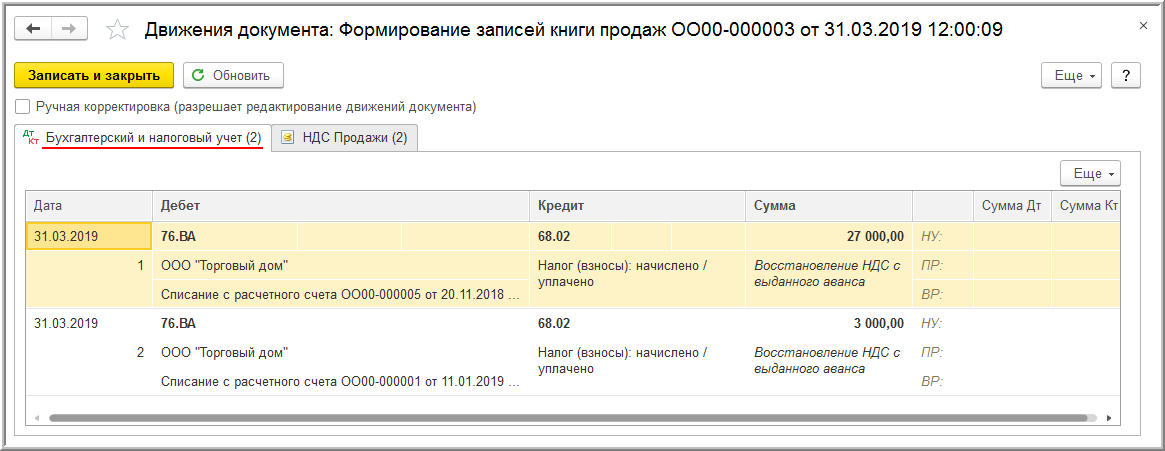 Движения документа: Формирование записей книги продаж ОО00-000003 от 31.03.2019 12:00:09
Записать и закрыть Обновить Еще ?
Ручная корректировка (разрешает редактирование движений документа)
Дт Кт Бухгалтерский и налоговый учет (2) НДС Продажи (2)
Еще
Дата Дебет Кредит Сумма Сумма Дт Сумма Кт
31.03.2019 76.ВА 68.02 27 000,00 НУ:
1 ООО "Торговый дом" Налог (взносы): начислено / Восстановление НДС с ПР:
уплачено выданного аванса
Списание с расчетного счета ОО00-000005 от 20.11.2018 ... ВР:
31.03.2019 76.ВА 68.02 3 000,00 НУ:
2 ООО "Торговый дом" Налог (взносы): начислено / Восстановление НДС с ПР:
уплачено выданного аванса
Списание с расчетного счета ОО00-000001 от 11.01.2019 ... ВР: